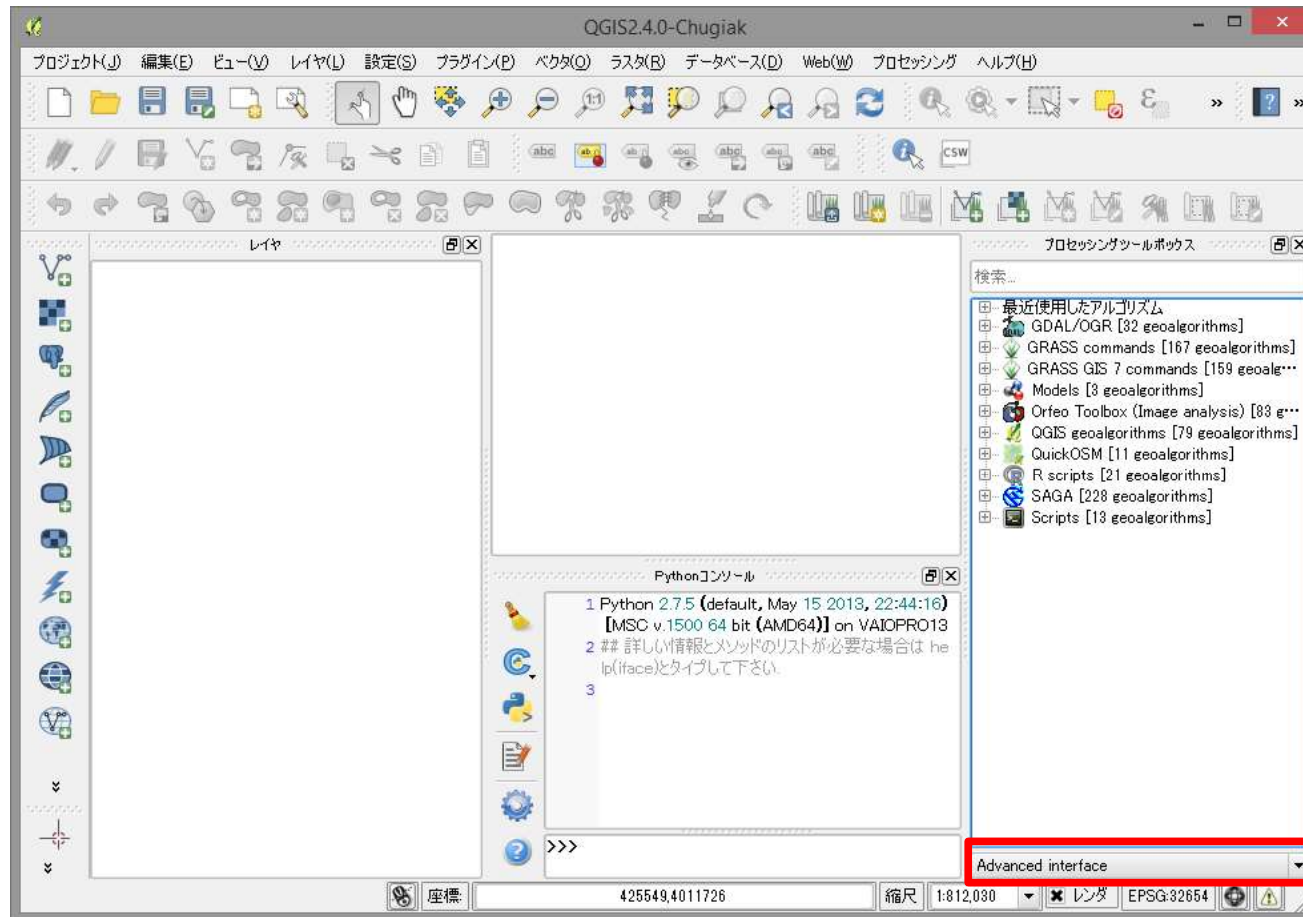 QGIS2.4.0-Chugiak
プロジェクト(J) 編集(E) ビュー(V) レイヤ(L) 設定(S) プラグイン(P) ベクタ(O) ラスタ(R) データベース(D) Web(W) プロセッシング ヘルプ(H)
レイヤ
プロセッシングツールボックス
検索...
最近使用したアルゴリズム
GDAL/OGR [32 geoalgorithms]
GRASS commands [167 geoalgorithms]
GRASS GIS 7 commands [159 geoalg…
Models [3 geoalgorithms]
Orfeo Toolbox (Image analysis) [83 g…
QGIS geoalgorithms [79 geoalgorithms]
QuickOSM [11 geoalgorithms]
R scripts [21 geoalgorithms]
SAGA [228 geoalgorithms]
Scripts [13 geoalgorithms]
Advanced interface
Pythonコンソール
1 Python 2.7.5 (default, May 15 2013, 22:44:16)
[MSC v.1500 64 bit (AMD64)] on VAIOPRO13
2 ## 詳しい情報とメソッドのリストが必要な場合は he
lp(iface)とタイプして下さい.
3
>>>
座標: 425549,4011726 縮尺 1:812,030 レンダ EPSG:32654